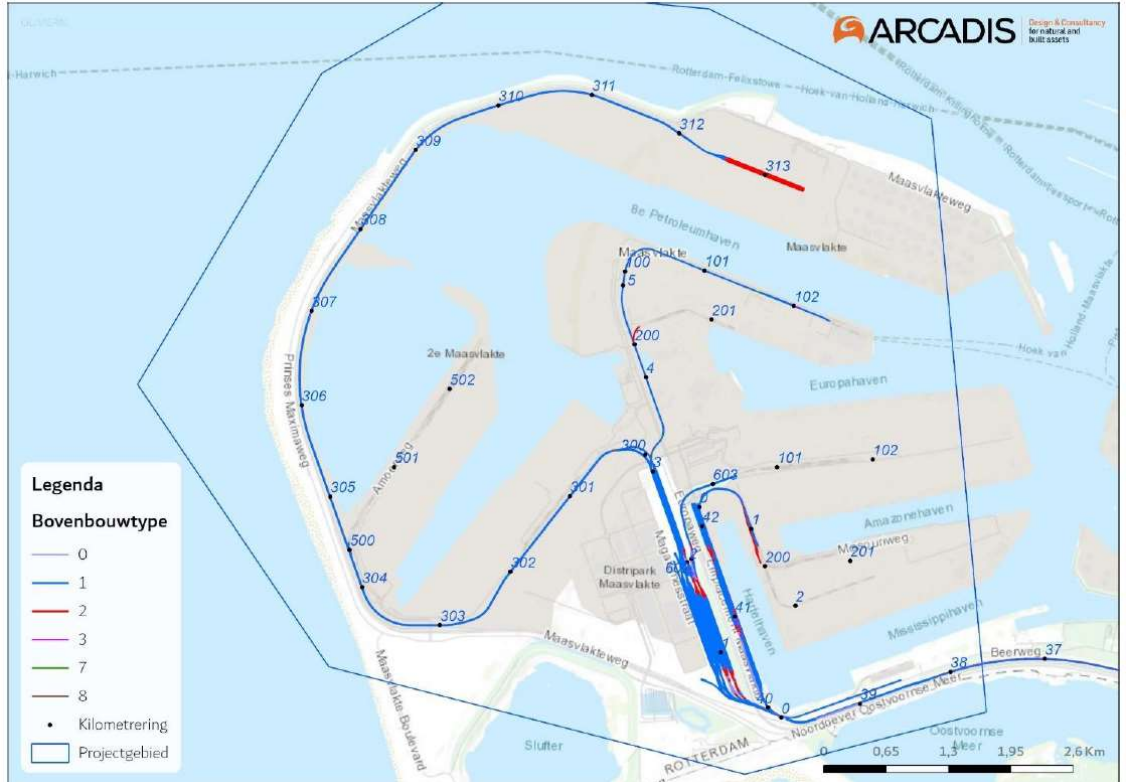 ARCADIS
Design & Consultancy
for natural and
built assets
Rotterdam-Felixstowe
Hoek van Holland-Harwich
310
311
312
309
313
Maasvlakteweg
Maasvlakteweg
308
8e Petroleumhaven
Maasvlakte
Maasvlakte
100
101
5
102
307
201
200
2e Maasvlakte
Hoek van
Holland-Maasvlakte
4
502
Europahaven
306
Prinses Maximaweg
300
3
501
101
102
603
305
301
0
42
Europaweg
Amazonehaven
1
500
200
201
304
302
Distripark
Maasvlakte
2
Hartelhaven
41
303
Mississippihaven
Maasvlakteweg
1
Beerweg
37
38
Maasvlakte Boulevard
39
0
Noordoever Oostvoornse Meer
Slufter
ROTTERDAM
Oostvoornse
Meer
Legenda
Bovenbouwtype
0
1
2
3
7
8
Kilometrering
Projectgebied
0
0,65
1,3
1,95
2,6 Km